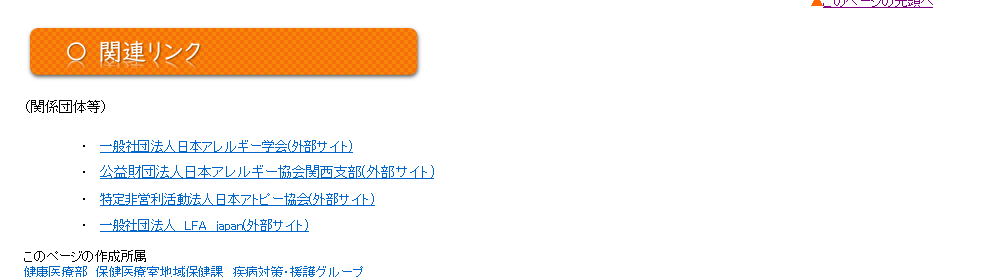 このページの先頭へ
○ 関連リンク
（関係団体等）
・ 一般社団法人日本アレルギー学会(外部サイト)
・ 公益財団法人日本アレルギー協会関西支部(外部サイト)
・ 特定非営利活動法人日本アトピー協会(外部サイト)
・ 一般社団法人　LFA　japan(外部サイト)
このページの作成所属
健康医療部　保健医療室地域保健課　疾病対策・援護グループ